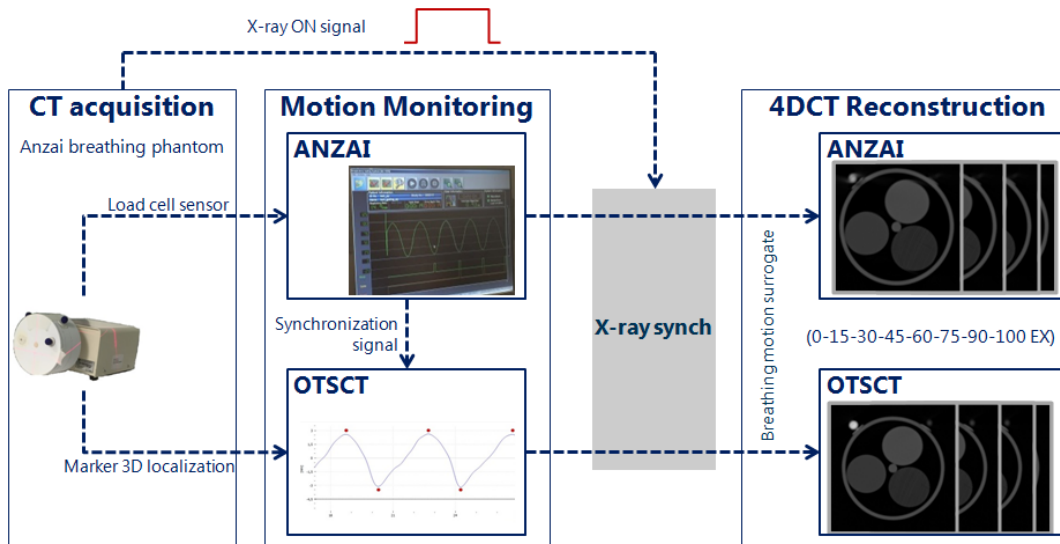 X-ray ON signal
CT acquisition
Anzai breathing phantom
Load cell sensor
Marker 3D localization
Motion Monitoring
ANZAI
Synchronization
signal
OTSCT
X-ray synch
4DCT Reconstruction
ANZAI
Breathing motion surrogate
(0-15-30-45-60-75-90-100 EX)
OTSCT